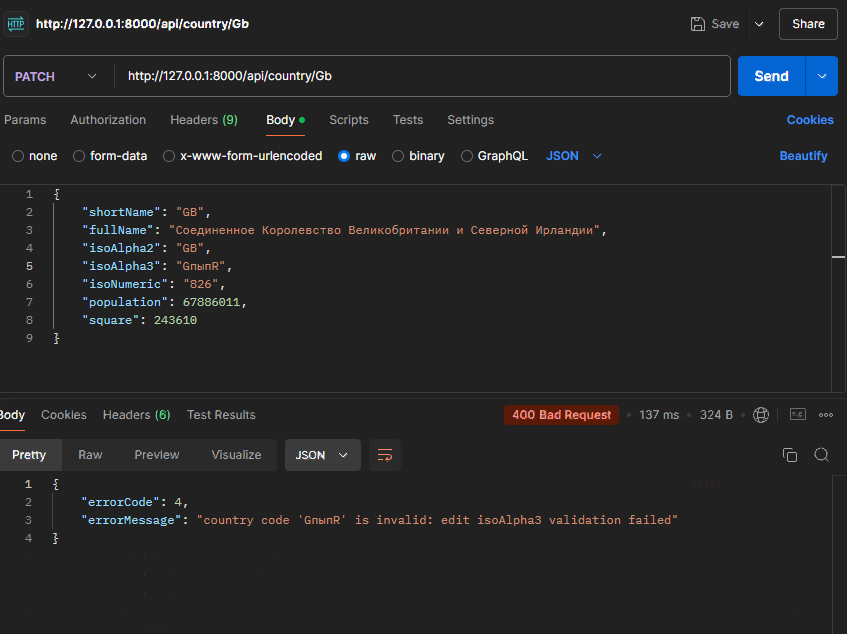 HTTP http://127.0.0.1:8000/api/country/Gb Save Share
PATCH http://127.0.0.1:8000/api/country/Gb Send
Params Authorization Headers (9) Body Scripts Tests Settings Cookies
none form-data x-www-form-urlencoded raw binary GraphQL JSON Beautify
1 {
2 "shortName": "GB",
3 "fullName": "Соединенное Королевство Великобритании и Северной Ирландии",
4 "isoAlpha2": "GB",
5 "isoAlpha3": "GпыпR",
6 "isoNumeric": "826",
7 "population": 67886011,
8 "square": 243610
9 }
Body Cookies Headers (6) Test Results 400 Bad Request 137 ms 324 B
Pretty Raw Preview Visualize JSON
1 {
2 "errorCode": 4,
3 "errorMessage": "country code 'GпыпR' is invalid: edit isoAlpha3 validation failed"
4 }